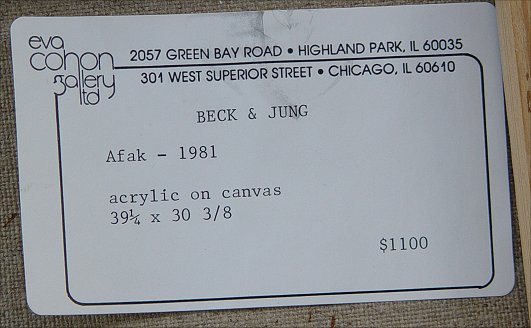 eva
cohon
gallery
ltd
2057 GREEN BAY ROAD • HIGHLAND PARK, IL 60035
301 WEST SUPERIOR STREET • CHICAGO, IL 60610
BECK & JUNG
Afak - 1981
acrylic on canvas
39¼ x 30 3/8
$1100